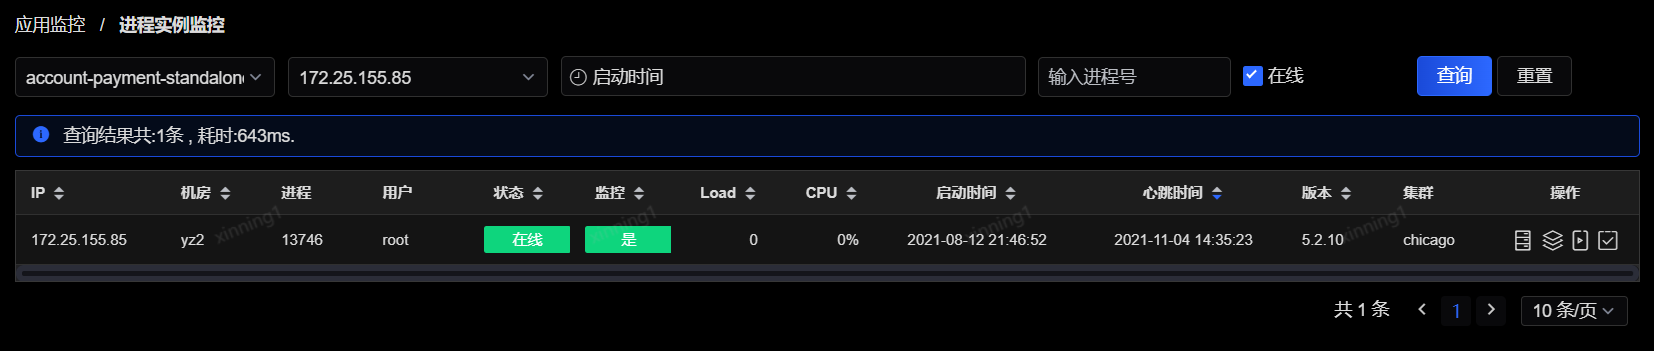 应用监控 / 进程实例监控
account-payment-standalon 172.25.155.85 启动时间 输入进程号 在线 查询 重置
查询结果共:1条 , 耗时:643ms.
IP 机房 进程 用户 状态 监控 Load CPU 启动时间 心跳时间 版本 集群 操作
172.25.155.85 yz2 13746 root 在线 是 0 0% 2021-08-12 21:46:52 2021-11-04 14:35:23 5.2.10 chicago
xinning1 xinning1 xinning1 xinning1
共 1 条 1 10 条/页